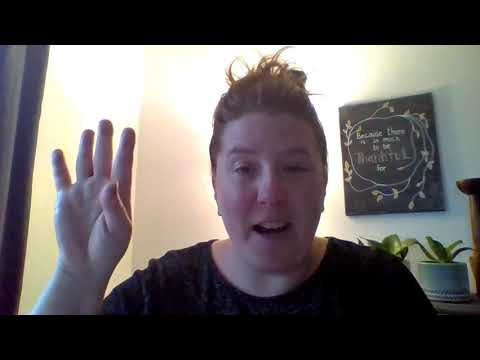 Because there
is so much
to be
Thankful
for